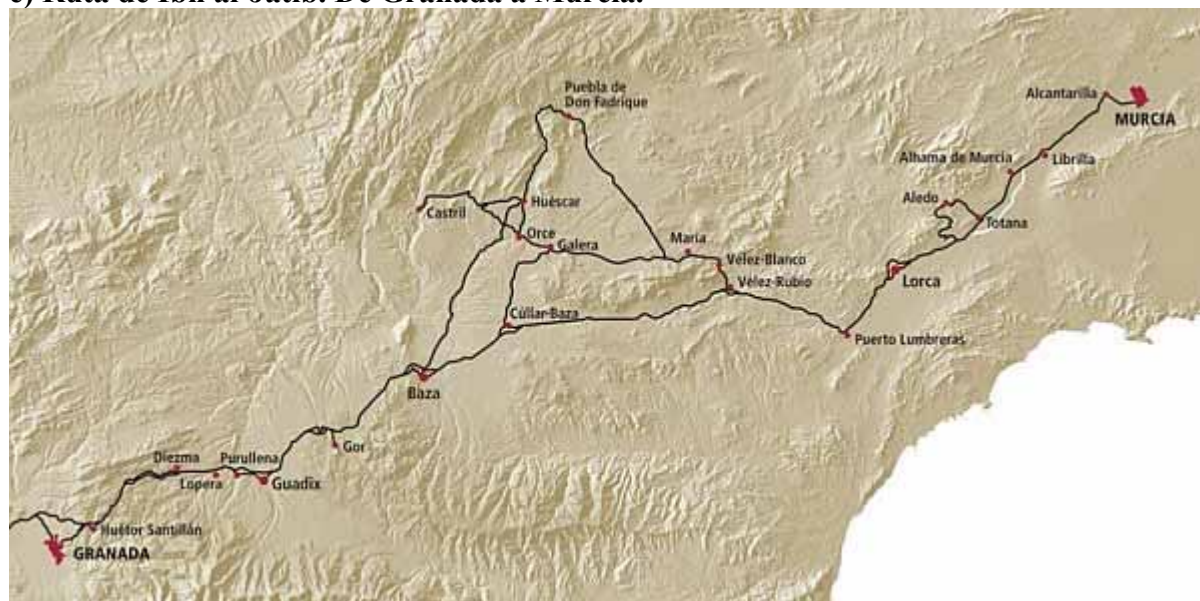 c) Ruta de Ibn al-Jatib. De Granada a Murcia.
Puebla de
Don Fadrique
Alcantarilla
MURCIA
Librilla
Alhama de Murcia
Aledo
Totana
Castril
Huéscar
Orce
Galera
María
Vélez-Blanco
Vélez-Rubio
Lorca
Cúllar-Baza
Puerto Lumbreras
Baza
Gor
Diezma
Purullena
Lopera
Guadix
Huétor Santillán
GRANADA